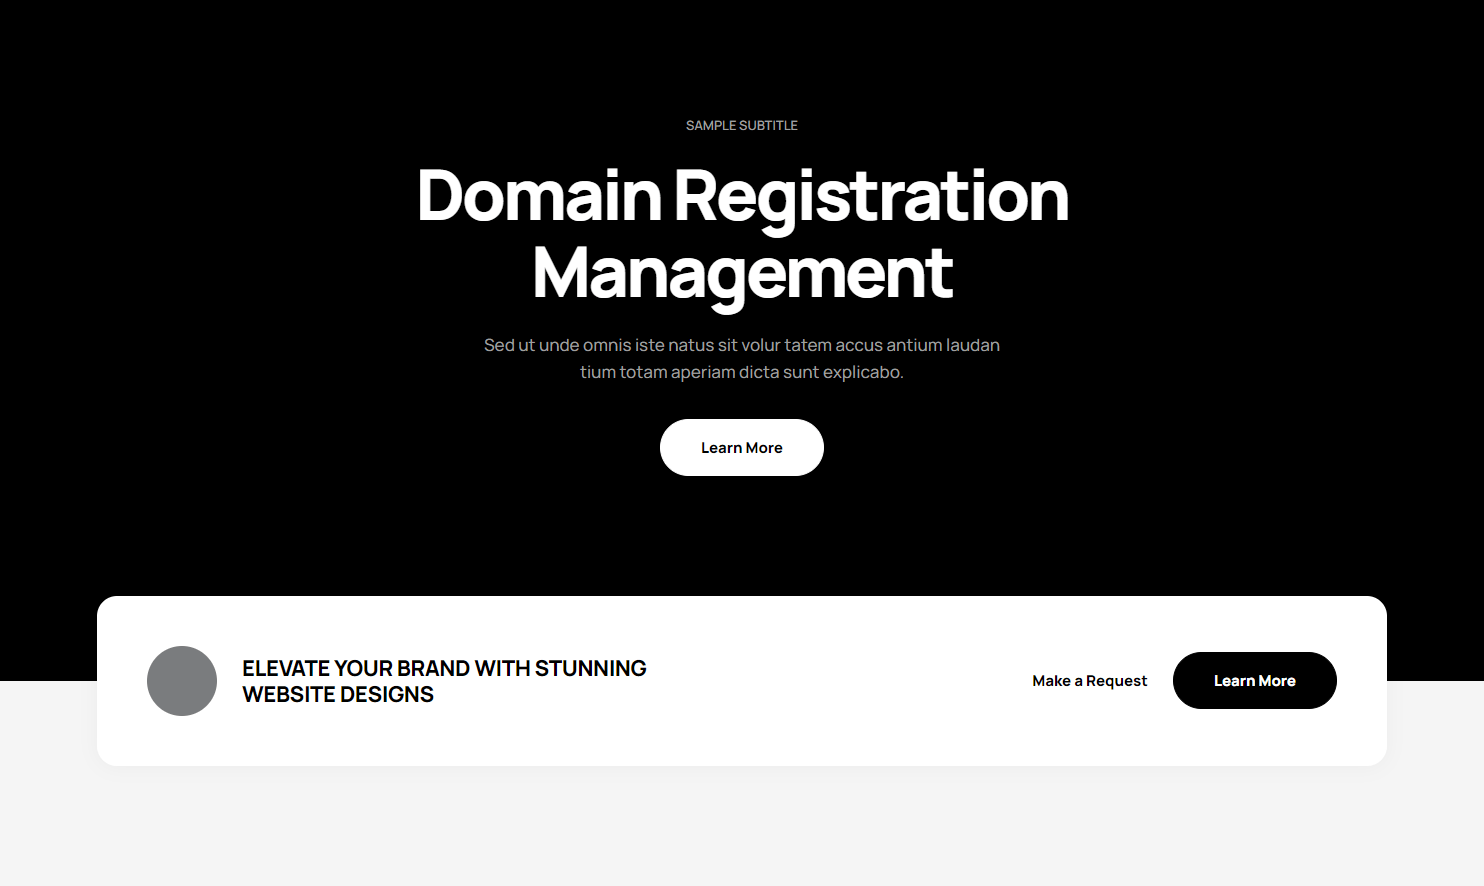 SAMPLE SUBTITLE
Domain Registration
Management
Sed ut unde omnis iste natus sit volur tatem accus antium laudan
tium totam aperiam dicta sunt explicabo.
Learn More
ELEVATE YOUR BRAND WITH STUNNING
WEBSITE DESIGNS
Make a Request
Learn More